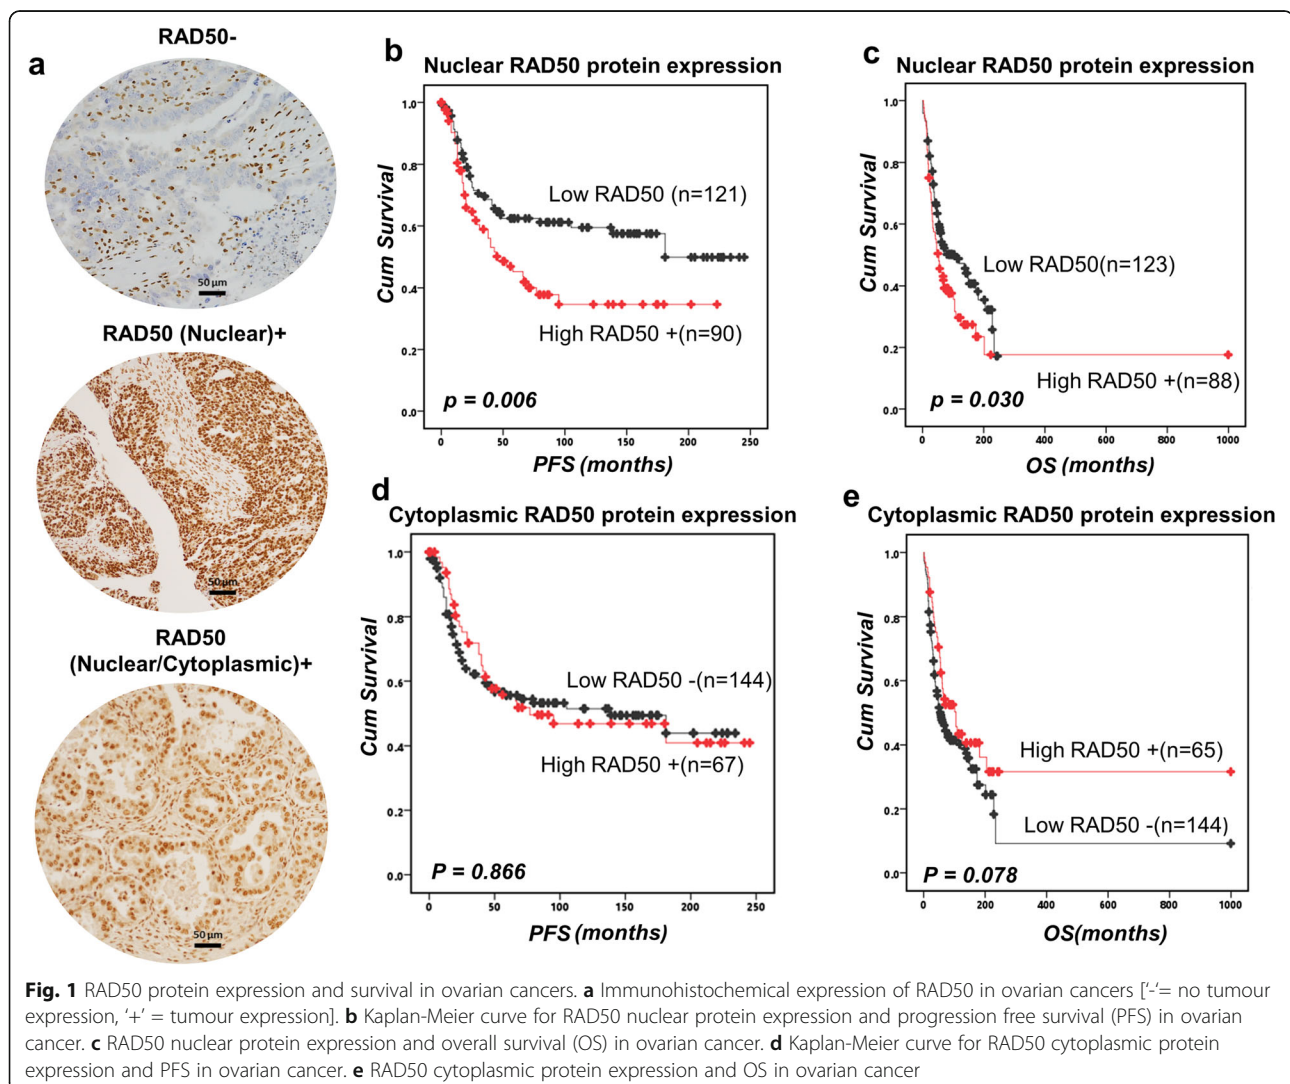 a
RAD50-
50 µm
RAD50 (Nuclear)+
50 µm
RAD50
(Nuclear/Cytoplasmic)+
50 µm
b
Nuclear RAD50 protein expression
Cum Survival
1.0
0.8
0.6
0.4
0.2
0.0
Low RAD50 (n=121)
High RAD50 +(n=90)
p = 0.006
0 50 100 150 200 250
PFS (months)
c
Nuclear RAD50 protein expression
Cum Survival
1.0
0.8
0.6
0.4
0.2
0.0
Low RAD50(n=123)
High RAD50 +(n=88)
p = 0.030
0 200 400 600 800 1000
OS (months)
d
Cytoplasmic RAD50 protein expression
Cum Survival
1.0
0.8
0.6
0.4
0.2
0.0
Low RAD50 -(n=144)
High RAD50 +(n=67)
P = 0.866
0 50 100 150 200 250
PFS (months)
e
Cytoplasmic RAD50 protein expression
Cum Survival
1.0
0.8
0.6
0.4
0.2
0.0
High RAD50 +(n=65)
Low RAD50 -(n=144)
P = 0.078
0 200 400 600 800 1000
OS(months)
Fig. 1 RAD50 protein expression and survival in ovarian cancers. a Immunohistochemical expression of RAD50 in ovarian cancers [‘-‘= no tumour
expression, ‘+’ = tumour expression]. b Kaplan-Meier curve for RAD50 nuclear protein expression and progression free survival (PFS) in ovarian
cancer. c RAD50 nuclear protein expression and overall survival (OS) in ovarian cancer. d Kaplan-Meier curve for RAD50 cytoplasmic protein
expression and PFS in ovarian cancer. e RAD50 cytoplasmic protein expression and OS in ovarian cancer